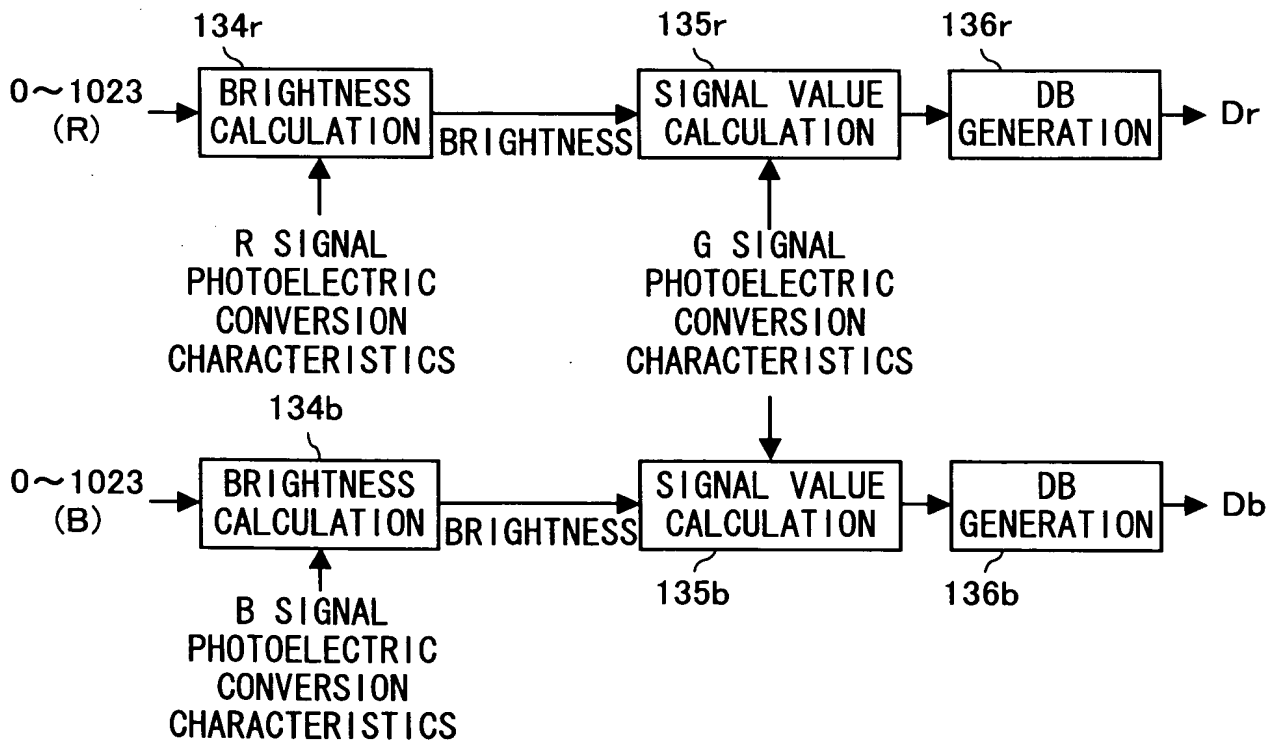 134r
135r
136r
0～1023
(R)
BRIGHTNESS
CALCULATION
BRIGHTNESS
SIGNAL VALUE
CALCULATION
DB
GENERATION
Dr
R SIGNAL
PHOTOELECTRIC
CONVERSION
CHARACTERISTICS
G SIGNAL
PHOTOELECTRIC
CONVERSION
CHARACTERISTICS
134b
0～1023
(B)
BRIGHTNESS
CALCULATION
BRIGHTNESS
SIGNAL VALUE
CALCULATION
DB
GENERATION
Db
135b
136b
B SIGNAL
PHOTOELECTRIC
CONVERSION
CHARACTERISTICS